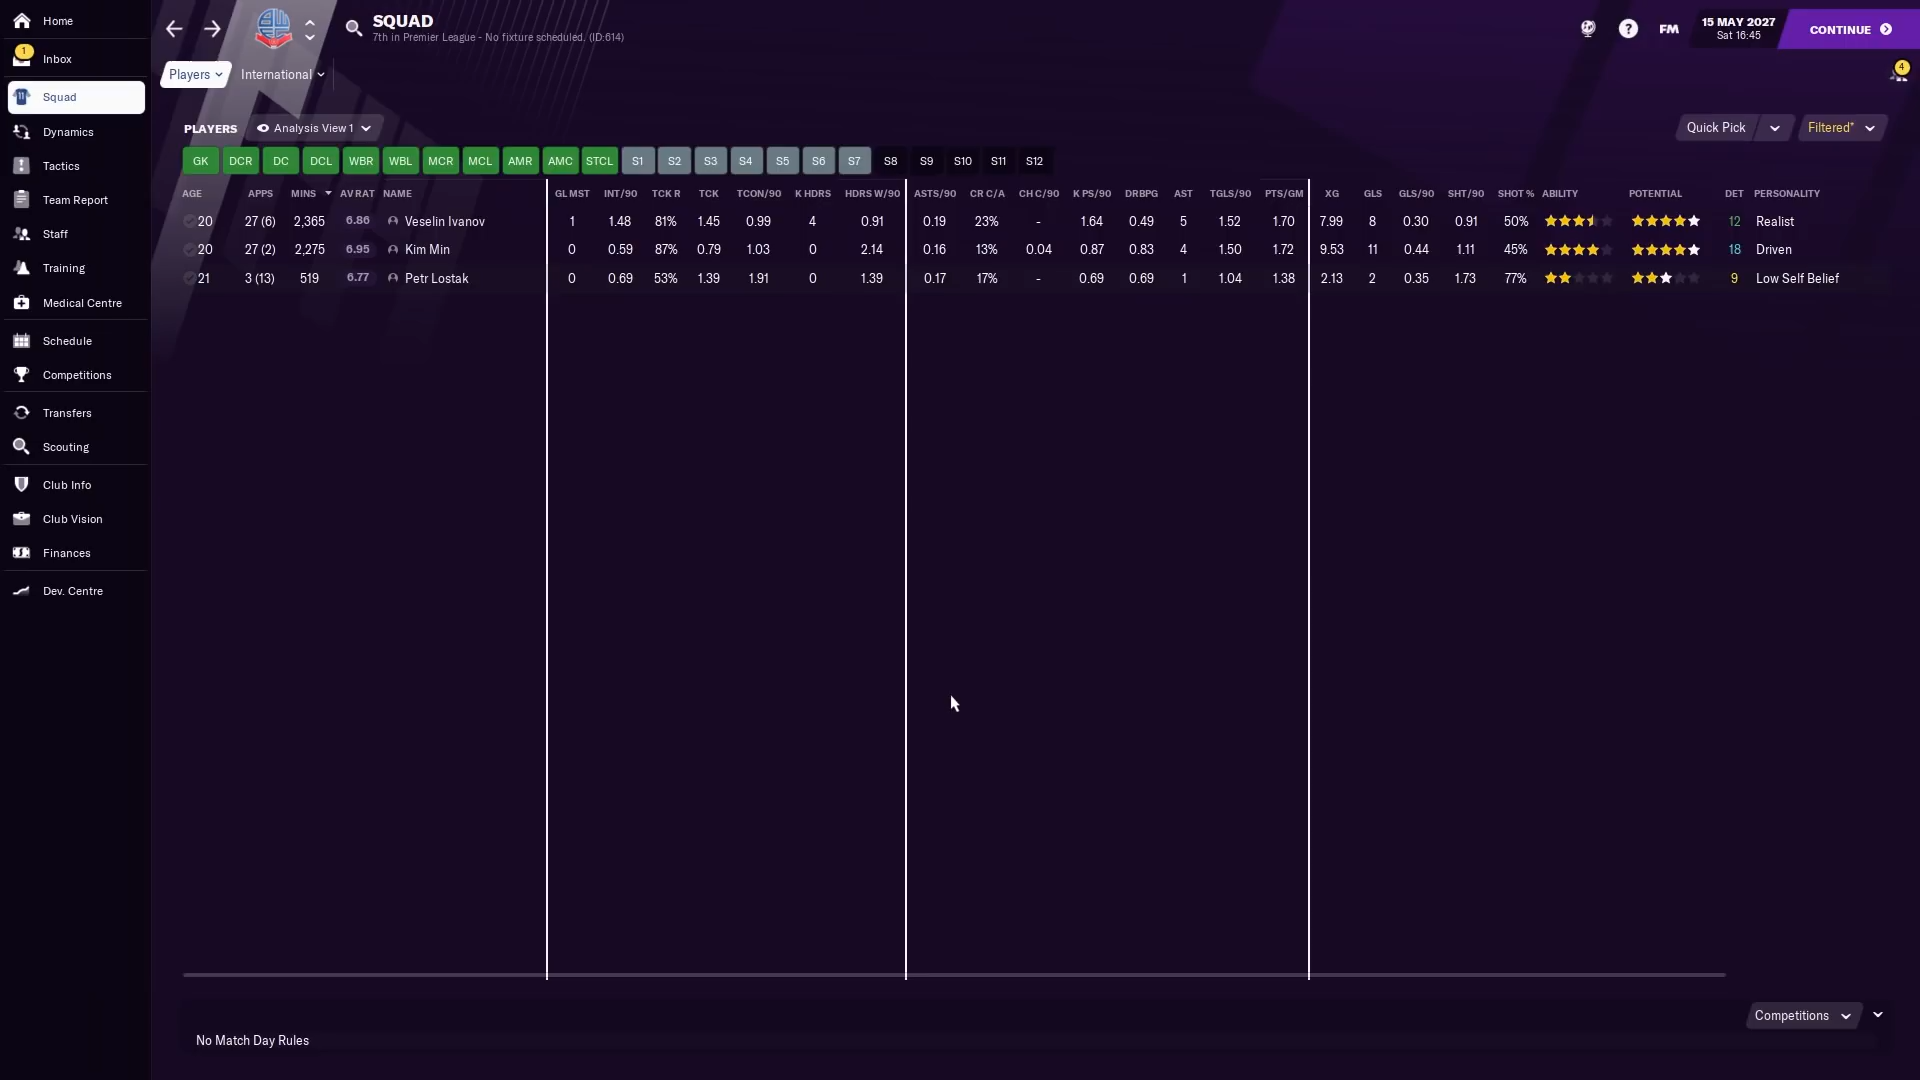 Home
1
Inbox
Squad
Dynamics
Tactics
Team Report
Staff
Training
Medical Centre
Schedule
Competitions
Transfers
Scouting
Club Info
Club Vision
Finances
Dev. Centre
SQUAD
7th in Premier League - No fixture scheduled. (ID:614)
FM
15 MAY 2027
Sat 16:45
CONTINUE
Players International
4
PLAYERS Analysis View 1
Quick Pick Filtered*
GK DCR DC DCL WBR WBL MCR MCL AMR AMC STCL S1 S2 S3 S4 S5 S6 S7 S8 S9 S10 S11 S12
AGE APPS MINS AV RAT NAME GL MST INT/90 TCK R TCK TCON/90 K HDRS HDRS W/90 ASTS/90 CR C/A CH C/90 K PS/90 DRBPG AST TGLS/90 PTS/GM XG GLS GLS/90 SHT/90 SHOT % ABILITY POTENTIAL DET PERSONALITY
20 27 (6) 2,365 6.86 Veselin Ivanov 1 1.48 81% 1.45 0.99 4 0.91 0.19 23% - 1.64 0.49 5 1.52 1.70 7.99 8 0.30 0.91 50% 12 Realist
20 27 (2) 2,275 6.95 Kim Min 0 0.59 87% 0.79 1.03 0 2.14 0.16 13% 0.04 0.87 0.83 4 1.50 1.72 9.53 11 0.44 1.11 45% 18 Driven
21 3 (13) 519 6.77 Petr Lostak 0 0.69 53% 1.39 1.91 0 1.39 0.17 17% - 0.69 0.69 1 1.04 1.38 2.13 2 0.35 1.73 77% 9 Low Self Belief
Competitions
No Match Day Rules